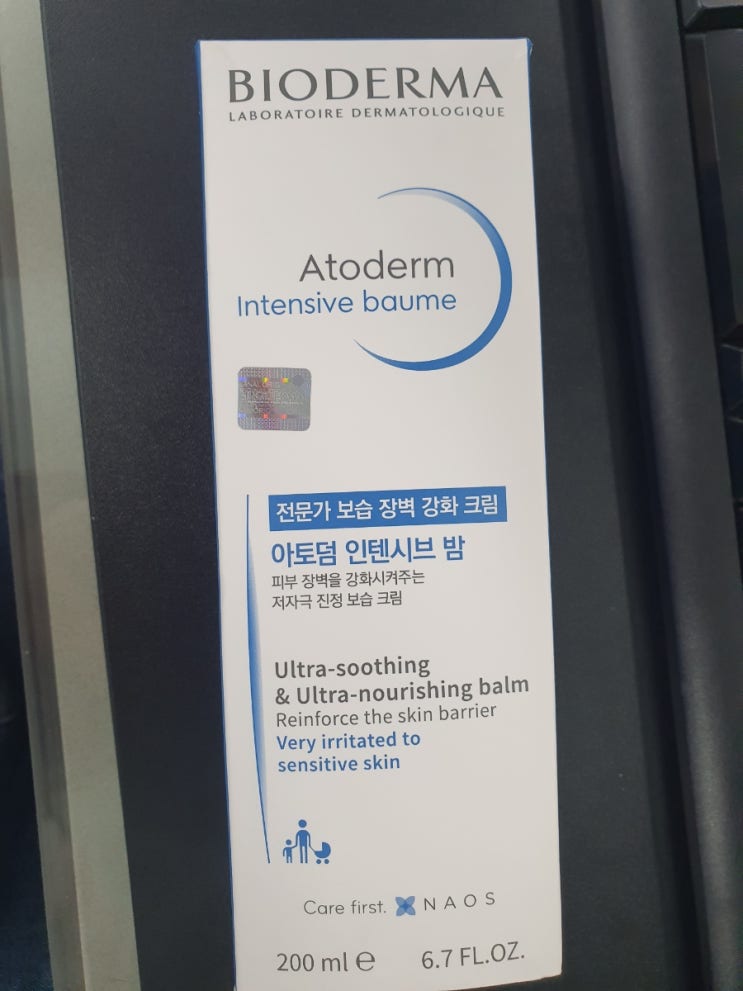 BIODERMA
LABORATOIRE DERMATOLOGIQUE
Atoderm
Intensive baume
전문가 보습 장벽 강화 크림
아토덤 인텐시브 밤
피부 장벽을 강화시켜주는
저자극 진정 보습 크림
Ultra-soothing
& Ultra-nourishing balm
Reinforce the skin barrier
Very irritated to
sensitive skin
Care first. NAOS
200 ml ℮ 6.7 FL.OZ.